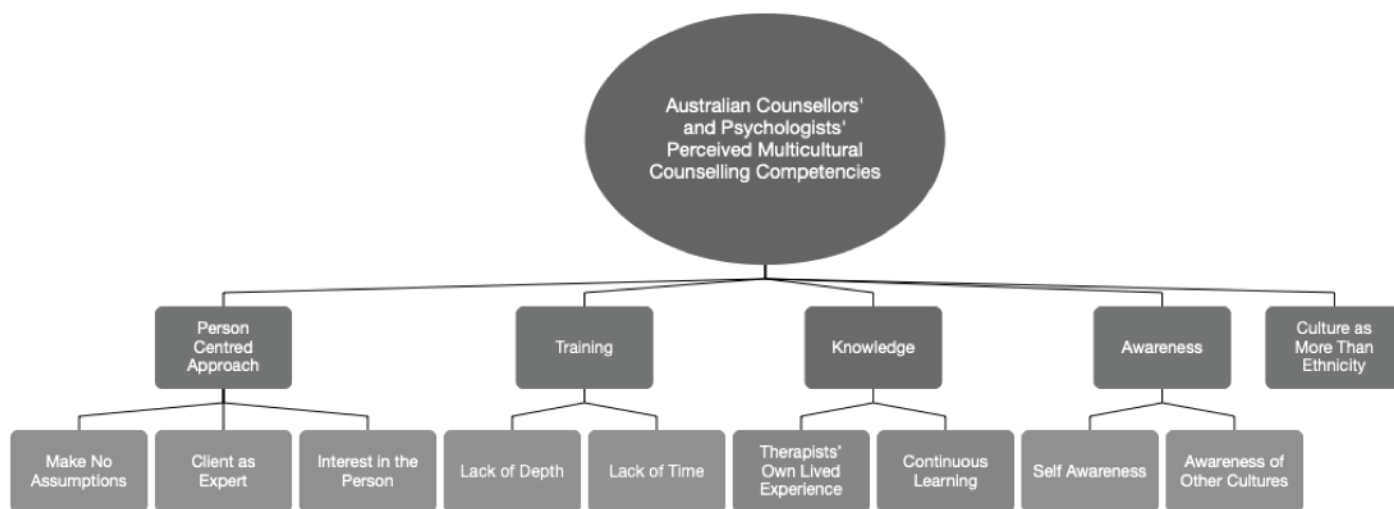 Australian Counsellors'
and Psychologists'
Perceived Multicultural
Counselling Competencies
Person
Centred
Approach
Training
Knowledge
Awareness
Culture as
More Than
Ethnicity
Make No
Assumptions
Client as
Expert
Interest in the
Person
Lack of Depth
Lack of Time
Therapists'
Own Lived
Experience
Continuous
Learning
Self Awareness
Awareness of
Other Cultures